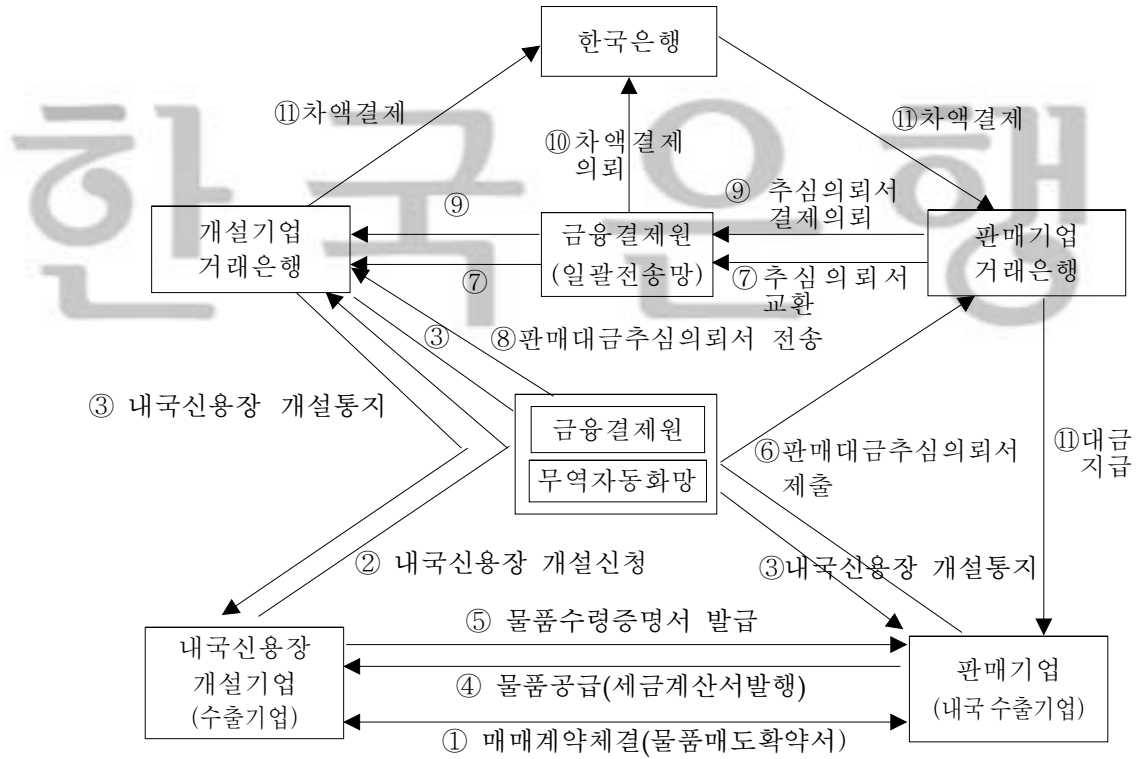 한국은행
한국은행
⑪차액결제
⑩차액결제
의뢰
⑪차액결제
⑨
⑨ 추심의뢰서
결제의뢰
개설기업
거래은행
금융결제원
(일괄전송망)
판매기업
거래은행
⑦
⑦추심의뢰서
교환
③
⑧판매대금추심의뢰서 전송
③ 내국신용장 개설통지
금융결제원
무역자동화망
⑥판매대금추심의뢰서
제출
⑪대금
지급
② 내국신용장 개설신청
③내국신용장 개설통지
⑤ 물품수령증명서 발급
내국신용장
개설기업
(수출기업)
④ 물품공급(세금계산서발행)
판매기업
(내국수출기업)
① 매매계약체결(물품매도확약서)